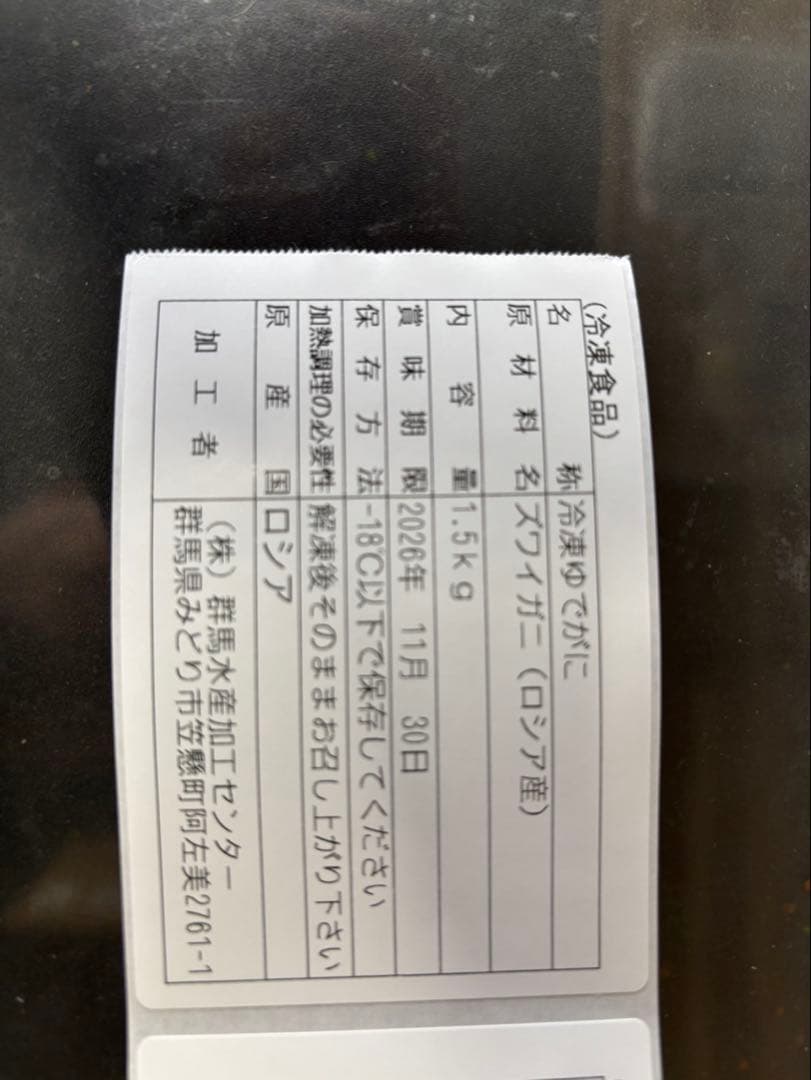 (冷凍食品)
名称 冷凍ゆでがに
原材料名 ズワイガニ(ロシア産)
内容量 1.5kg
賞味期限 2026年 11月 30日
保存方法 -18℃以下で保存してください
加熱調理の必要性 解凍後そのままお召し上がり下さい
原産国 ロシア
加工者 (株)群馬水産加工センター
群馬県みどり市笠懸町阿左美2761-1